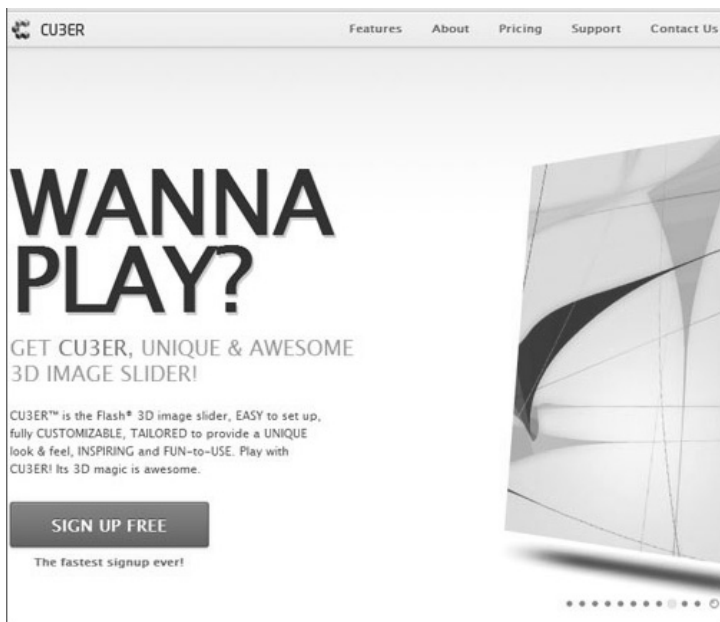 CU3ER
Features About Pricing Support Contact Us
WANNA
PLAY?
GET CU3ER, UNIQUE & AWESOME
3D IMAGE SLIDER!
CU3ER™ is the Flash® 3D image slider, EASY to set up,
fully CUSTOMIZABLE, TAILORED to provide a UNIQUE
look & feel, INSPIRING and FUN-to-USE. Play with
CU3ER! Its 3D magic is awesome.
SIGN UP FREE
The fastest signup ever!